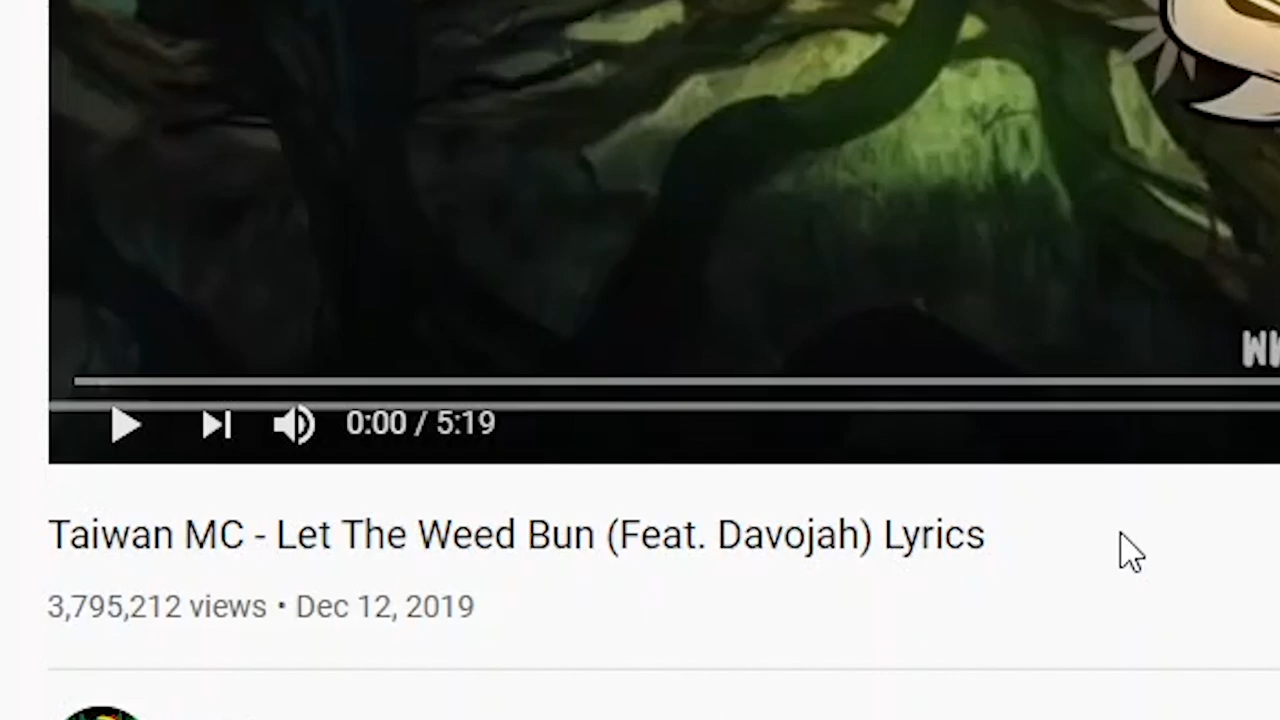 0:00 / 5:19
Taiwan MC - Let The Weed Bun (Feat. Davojah) Lyrics
3,795,212 views • Dec 12, 2019